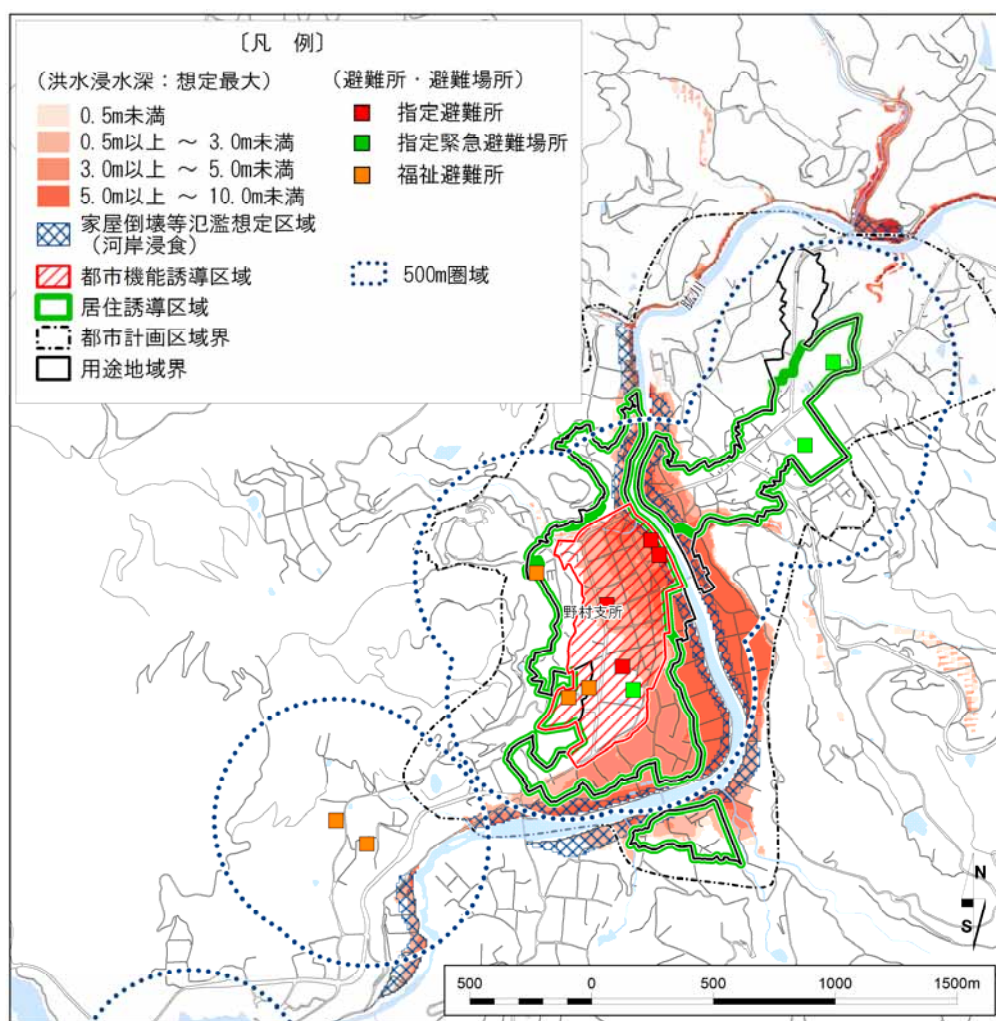 〔凡 例〕
(洪水浸水深:想定最大)
0.5m未満
0.5m以上 ～ 3.0m未満
3.0m以上 ～ 5.0m未満
5.0m以上 ～ 10.0m未満
家屋倒壊等氾濫想定区域
(河岸浸食)
都市機能誘導区域
居住誘導区域
都市計画区域界
用途地域界
(避難所・避難場所)
指定避難所
指定緊急避難場所
福祉避難所
500m圏域
野村支所
N
S
500 0 500 1000 1500m